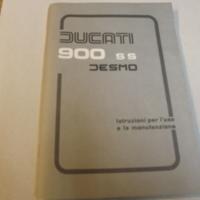 DUCATI
900 SS
DESMO
Istruzioni per l'uso
e la manutenzione